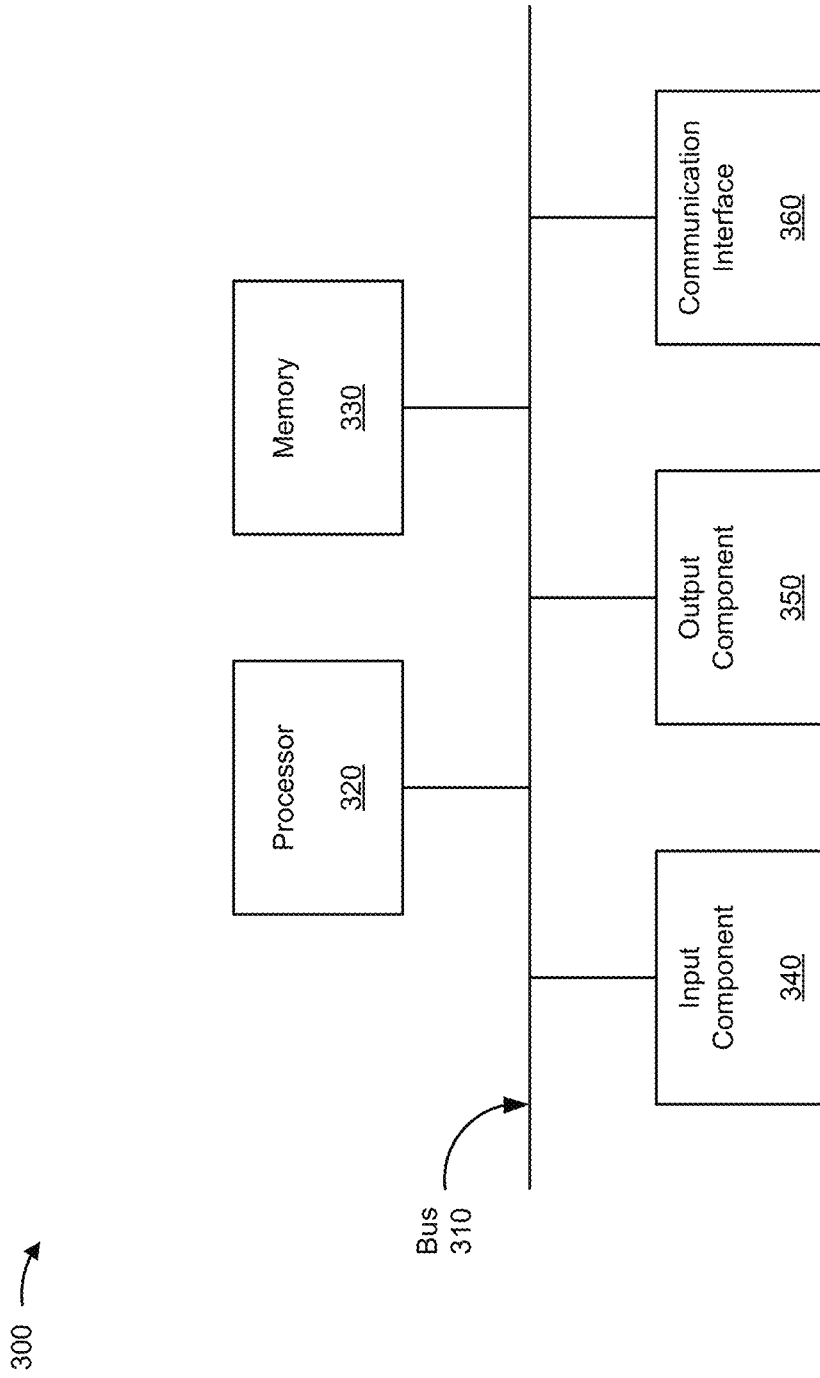 300
Processor
320
Memory
330
Bus
310
Input
Component
340
Output
Component
350
Communication
Interface
360